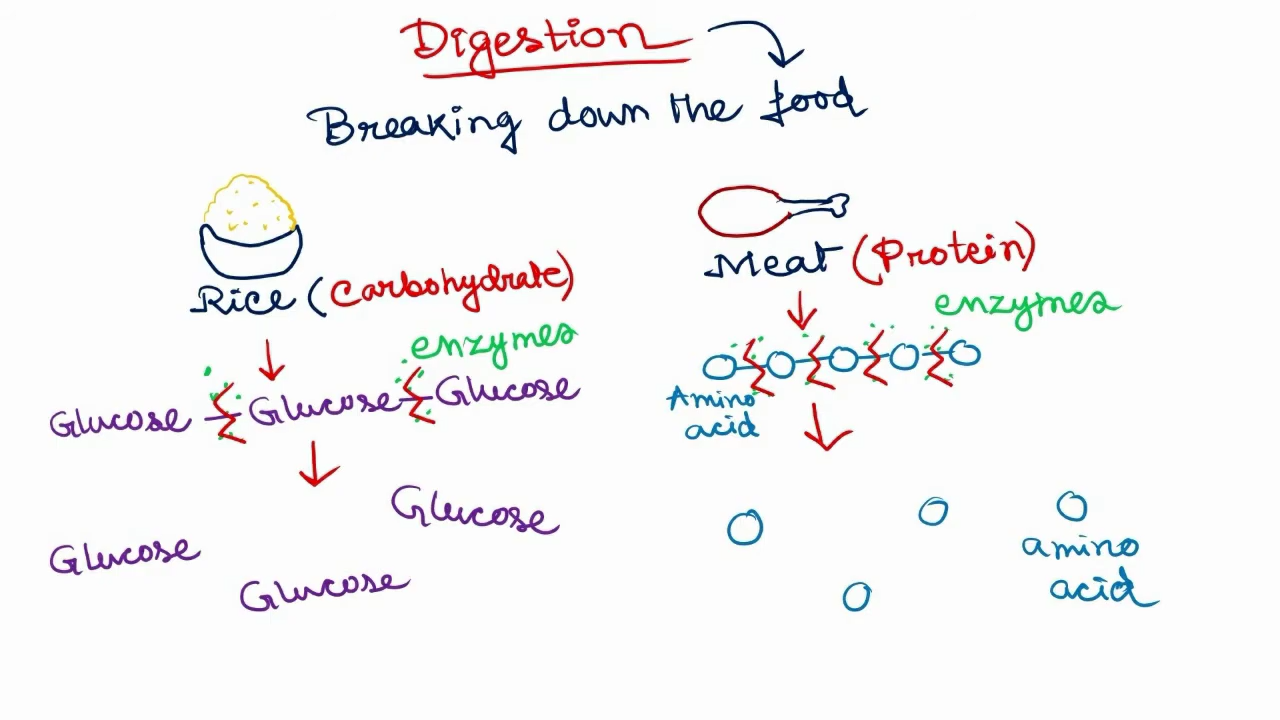 Digestion
Breaking down the food
Rice (Carbohydrate)
enzymes
Glucose - Glucose - Glucose
Glucose
Glucose
Glucose
Meat (Protein)
enzymes
Amino
acid
amino
acid